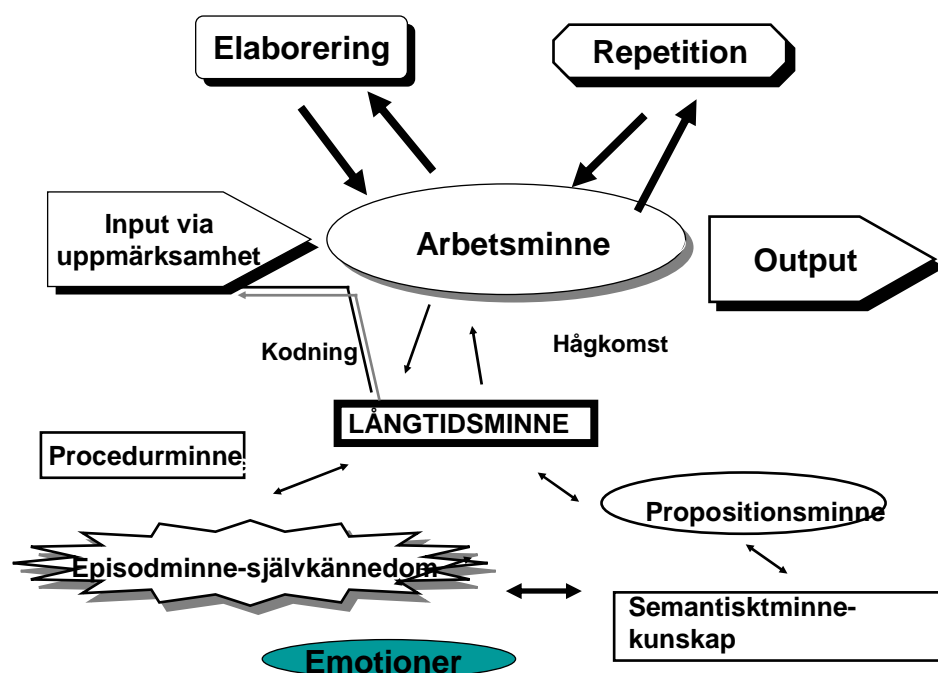 Elaborering
Repetition
Input via
uppmärksamhet
Arbetsminne
Output
Kodning
Hågkomst
LÅNGTIDSMINNE
Procedurminne
Propositionsminne
Episodminne-självkännedom
Semantisktminne-
kunskap
Emotioner